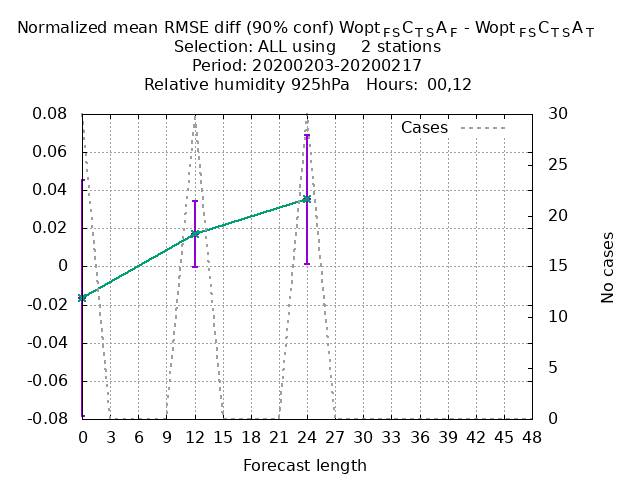 Normalized mean RMSE diff (90% conf) Wopt FS C TS A F - Wopt FS C TS A T
Selection: ALL using 2 stations
Period: 20200203-20200217
Relative humidity 925hPa Hours: 00,12
Cases
0.08
0.06
0.04
0.02
0
-0.02
-0.04
-0.06
-0.08
30
25
20
15
10
5
0
No cases
0 3 6 9 12 15 18 21 24 27 30 33 36 39 42 45 48
Forecast length